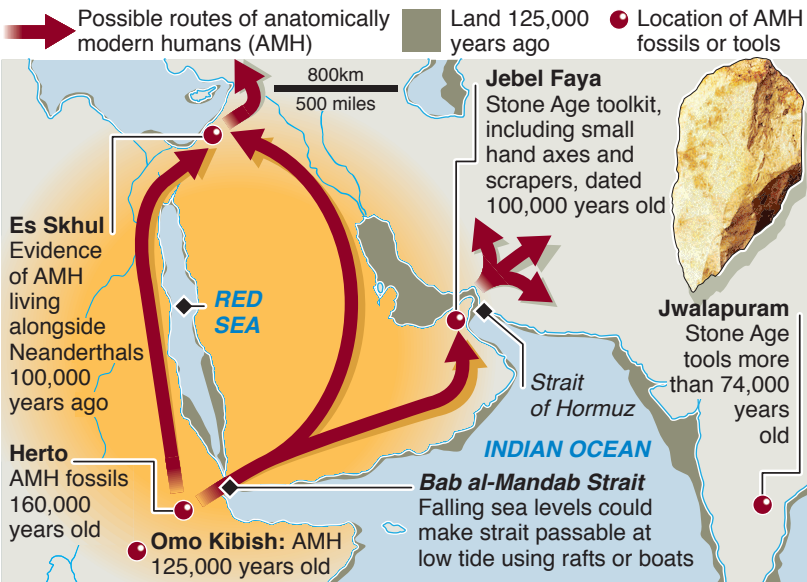 Possible routes of anatomically
modern humans (AMH)
Land 125,000
years ago
Location of AMH
fossils or tools
800km
500 miles
Jebel Faya
Stone Age toolkit,
including small
hand axes and
scrapers, dated
100,000 years old
Es Skhul
Evidence
of AMH
living
alongside
Neanderthals
100,000
years ago
RED
SEA
Jwalapuram
Stone Age
tools more
than 74,000
years
old
Strait
of Hormuz
INDIAN OCEAN
Herto
AMH fossils
160,000
years old
Bab al-Mandab Strait
Falling sea levels could
make strait passable at
low tide using rafts or boats
Omo Kibish: AMH
125,000 years old